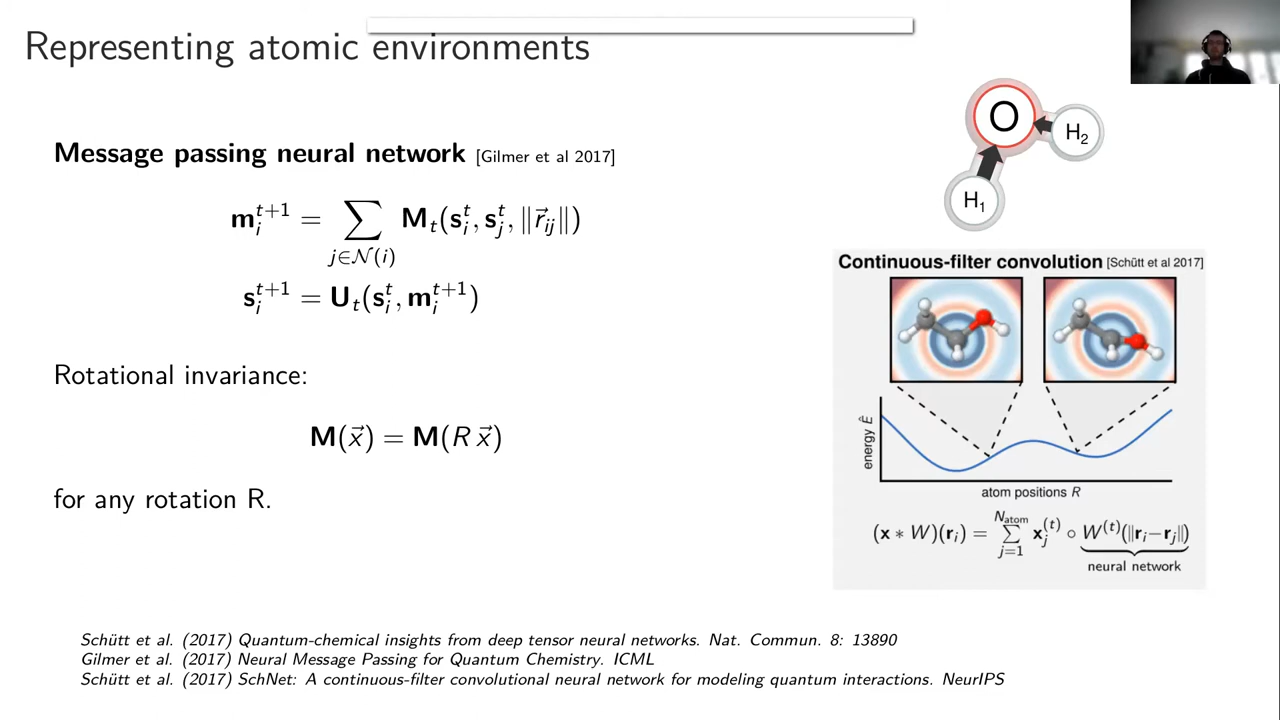 Representing atomic environments
Message passing neural network [Gilmer et al 2017]
m_i^{t+1} = ∑_{j∈𝒩(i)} M_t(s_i^t, s_j^t, ‖r⃗_{ij}‖)
s_i^{t+1} = U_t(s_i^t, m_i^{t+1})
Rotational invariance:
M(x⃗) = M(R x⃗)
for any rotation R.
O
H₂
H₁
Continuous-filter convolution [Schütt et al 2017]
energy Ê
atom positions R
(x ∗ W)(r_i) = ∑_{j=1}^{N_atom} x_j^{(t)} ∘ W^{(t)}(‖r_i−r_j‖)
neural network
Schütt et al. (2017) Quantum-chemical insights from deep tensor neural networks. Nat. Commun. 8: 13890
Gilmer et al. (2017) Neural Message Passing for Quantum Chemistry. ICML
Schütt et al. (2017) SchNet: A continuous-filter convolutional neural network for modeling quantum interactions. NeurIPS